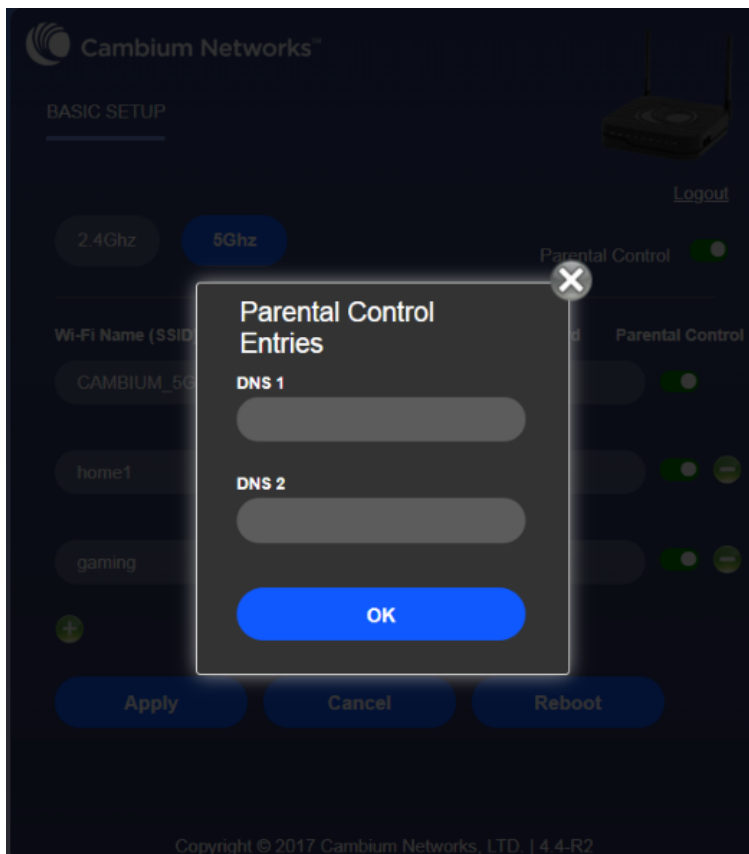 Cambium Networks™
BASIC SETUP
Logout
2.4Ghz
5Ghz
Parental Control
Parental Control
Entries
DNS 1
DNS 2
OK
Wi-Fi Name (SSID
Parental Control
CAMBIUM_5G
home1
gaming
Apply
Cancel
Reboot
Copyright © 2017 Cambium Networks, LTD. | 4.4-R2